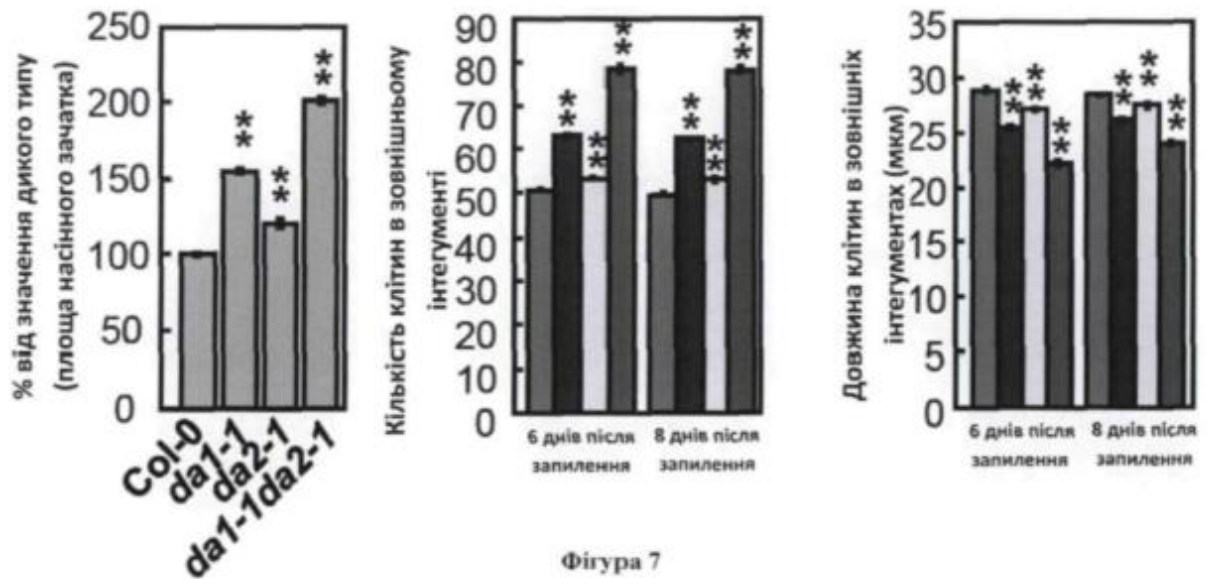 % від значення дикого типу
(площа насінного зачатка)
250
200
150
100
50
0
**
**
**
Col-0
da1-1
da2-1
da1-1da2-1
Кількість клітин в зовнішньому
інтегументі
90
80
70
60
50
40
30
20
10
0
**
**
**
**
**
**
6 днів після
запилення
8 днів після
запилення
Довжина клітин в зовнішніх
інтегументах (мкм)
35
30
25
20
15
10
5
0
**
**
**
**
**
**
6 днів після
запилення
8 днів після
запилення
Фігура 7